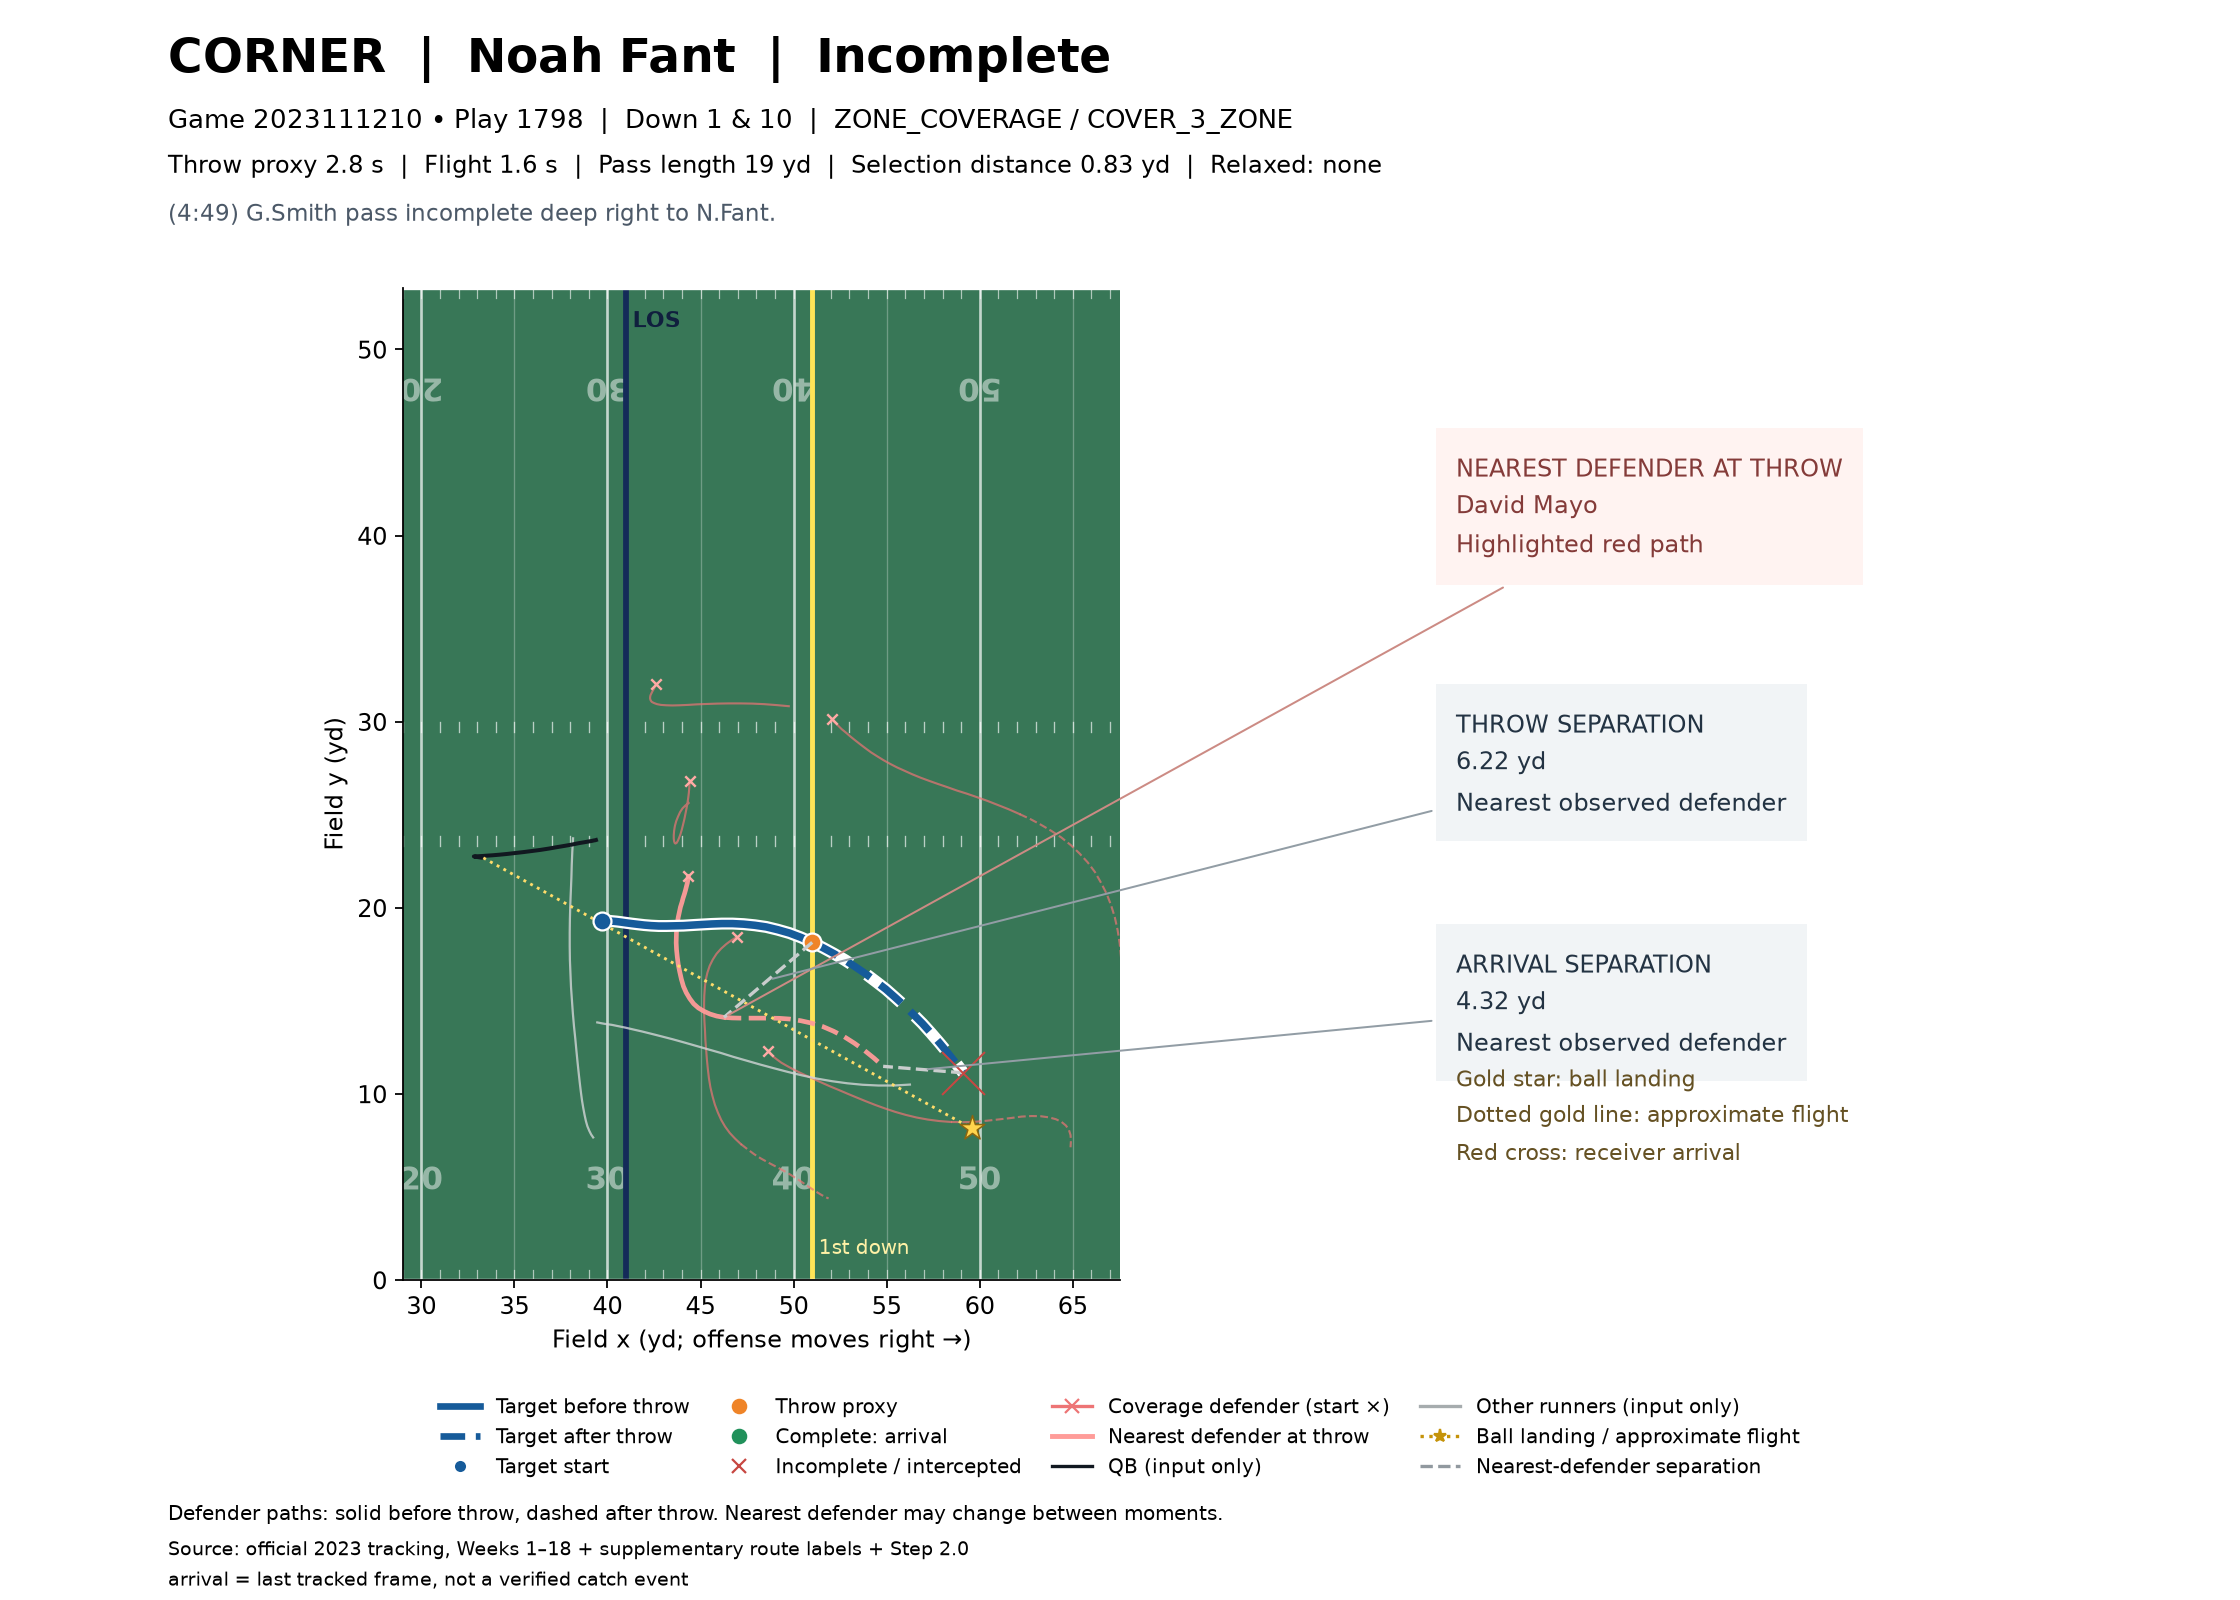 CORNER | Noah Fant | Incomplete
Game 2023111210 • Play 1798 | Down 1 & 10 | ZONE_COVERAGE / COVER_3_ZONE
Throw proxy 2.8 s | Flight 1.6 s | Pass length 19 yd | Selection distance 0.83 yd | Relaxed: none
(4:49) G.Smith pass incomplete deep right to N.Fant.
LOS
20 30 40 50
50
40
30
20
10
0
Field y (yd)
20 30 40 50
1st down
30 35 40 45 50 55 60 65
Field x (yd; offense moves right →)
NEAREST DEFENDER AT THROW
David Mayo
Highlighted red path
THROW SEPARATION
6.22 yd
Nearest observed defender
ARRIVAL SEPARATION
4.32 yd
Nearest observed defender
Gold star: ball landing
Dotted gold line: approximate flight
Red cross: receiver arrival
Target before throw
Target after throw
Target start
Throw proxy
Complete: arrival
Incomplete / intercepted
Coverage defender (start ×)
Nearest defender at throw
QB (input only)
Other runners (input only)
Ball landing / approximate flight
Nearest-defender separation
Defender paths: solid before throw, dashed after throw. Nearest defender may change between moments.
Source: official 2023 tracking, Weeks 1–18 + supplementary route labels + Step 2.0
arrival = last tracked frame, not a verified catch event